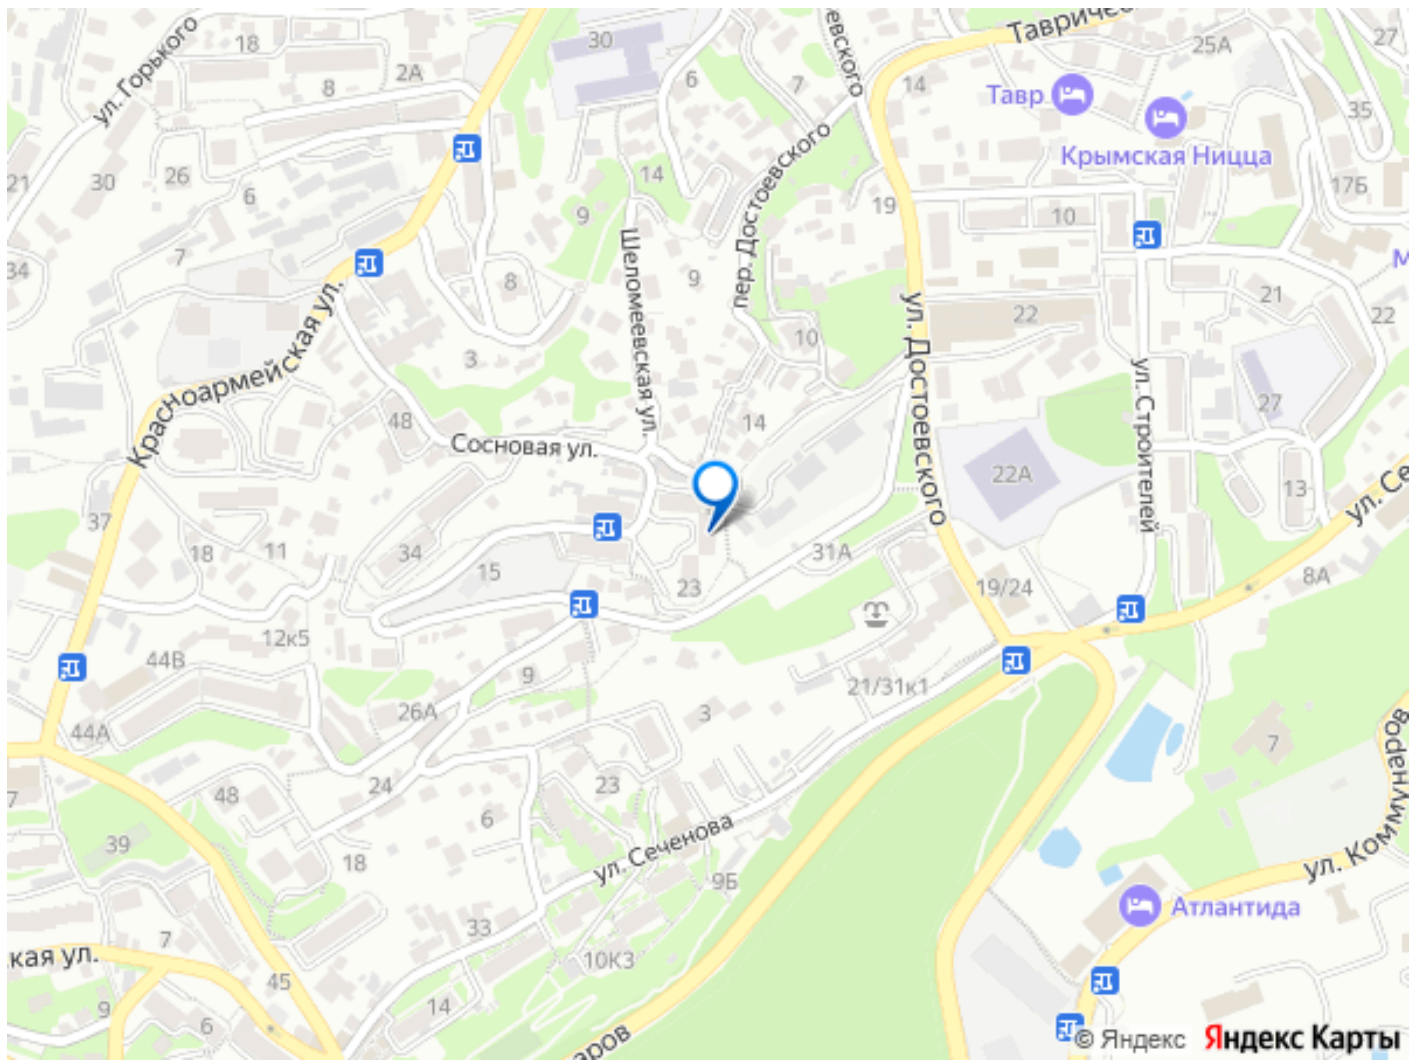 18
ул. Горького
2А
30
8
6
7
евского
14
Тавричес
25А
27
Тавр
35
Крымская Ницца
21
30
26
6
14
9
19
10
17Б
7
34
Шеломеевская ул.
9
пер. Достоевского
8
М
21
22
22
10
3
Красноармейская ул.
ул. Достоевского
ул. Строителей
48
14
27
Сосновая ул.
22А
13
ул. Се
37
18
11
34
15
23
31А
19/24
8А
12к5
44В
9
26А
3
21/31к1
44А
7
7
48
24
23
6
39
18
ул. Сеченова
9Б
ул. Коммунаров
33
Атлантида
7
кая ул.
10К3
45
14
9
6
аров
© Яндекс
Яндекс Карты